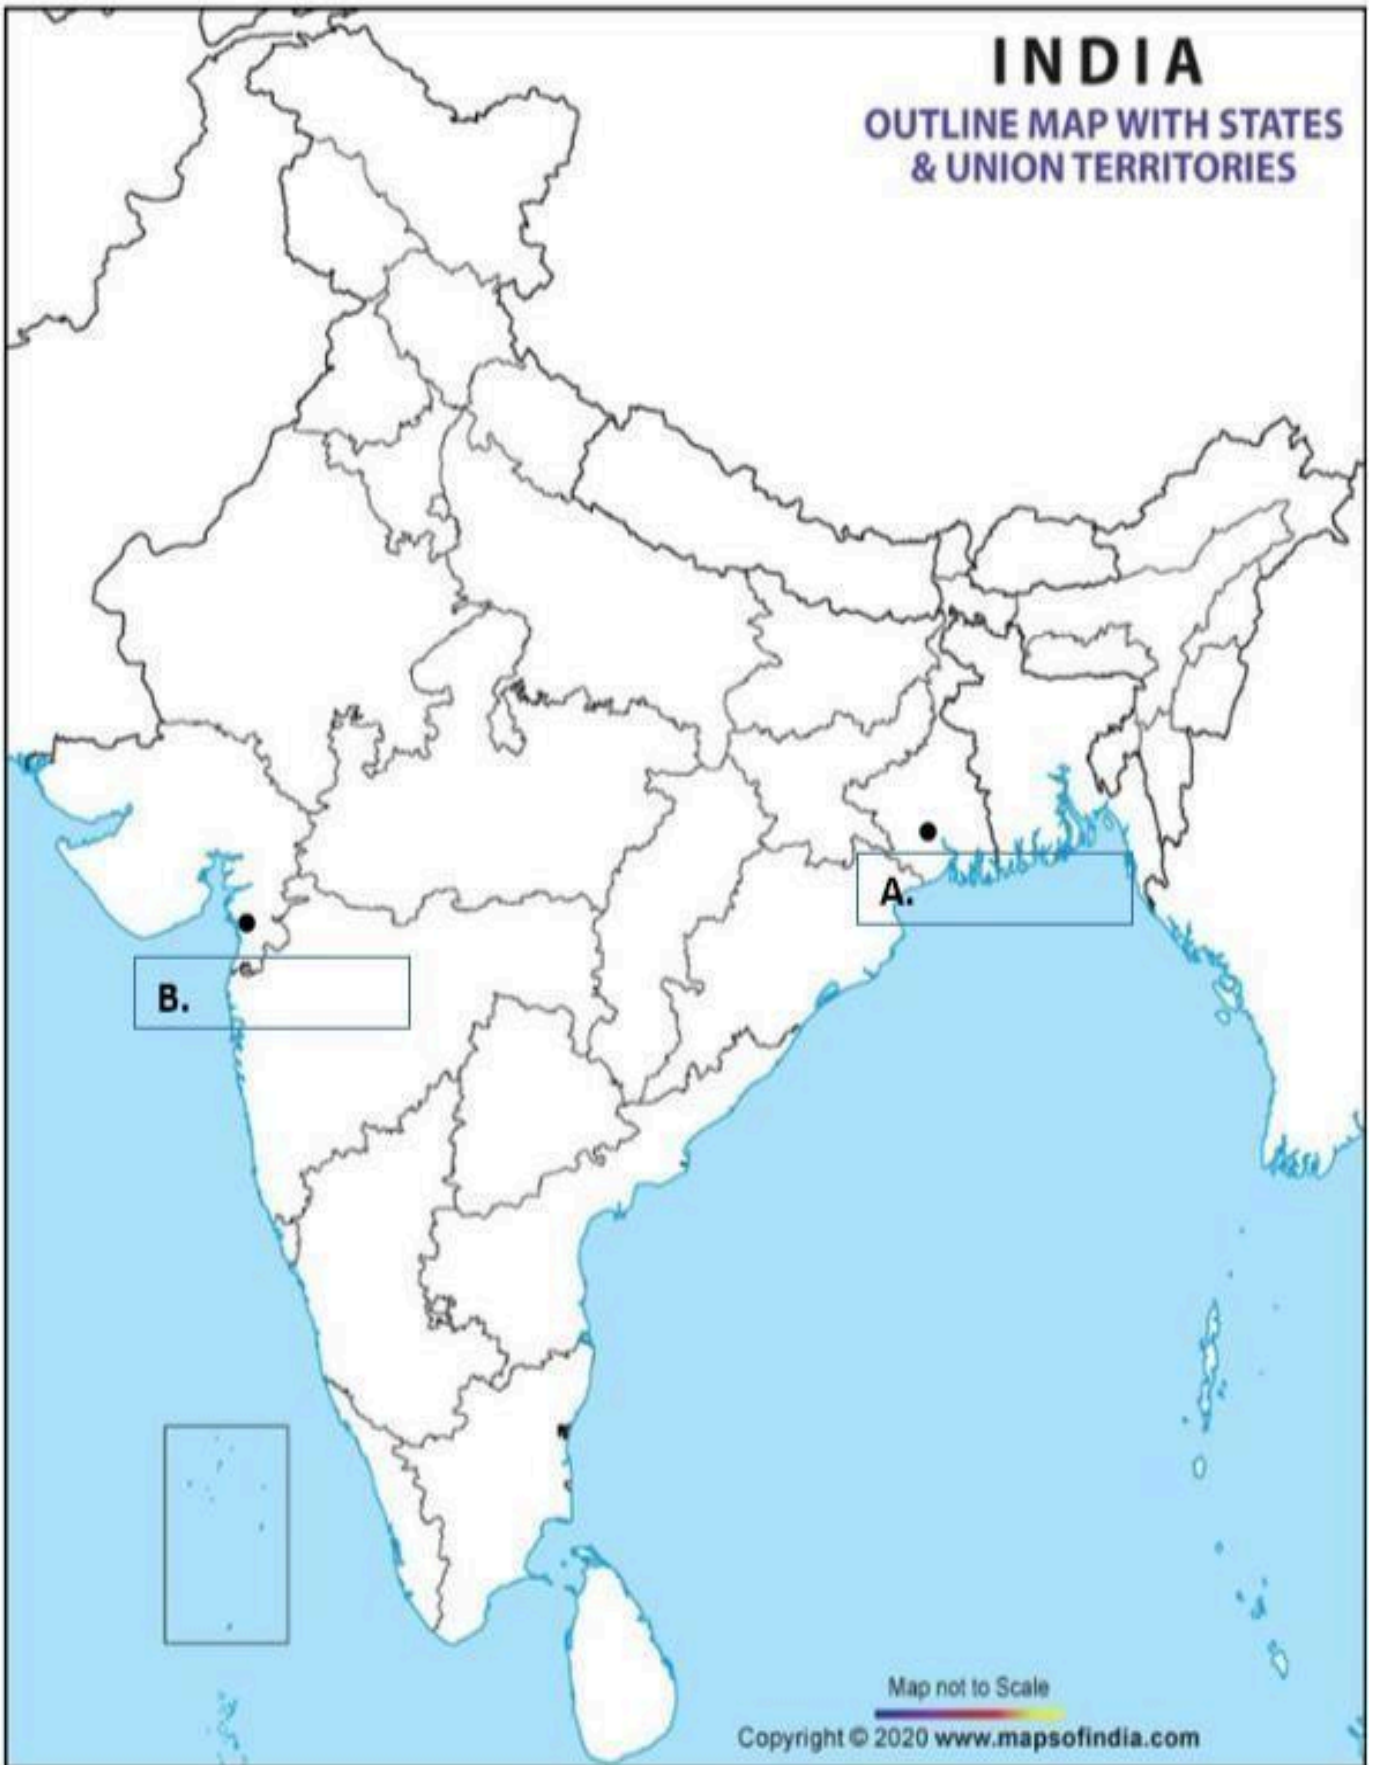 INDIA
OUTLINE MAP WITH STATES
& UNION TERRITORIES
A.
B.
Map not to Scale
Copyright © 2020 www.mapsofindia.com